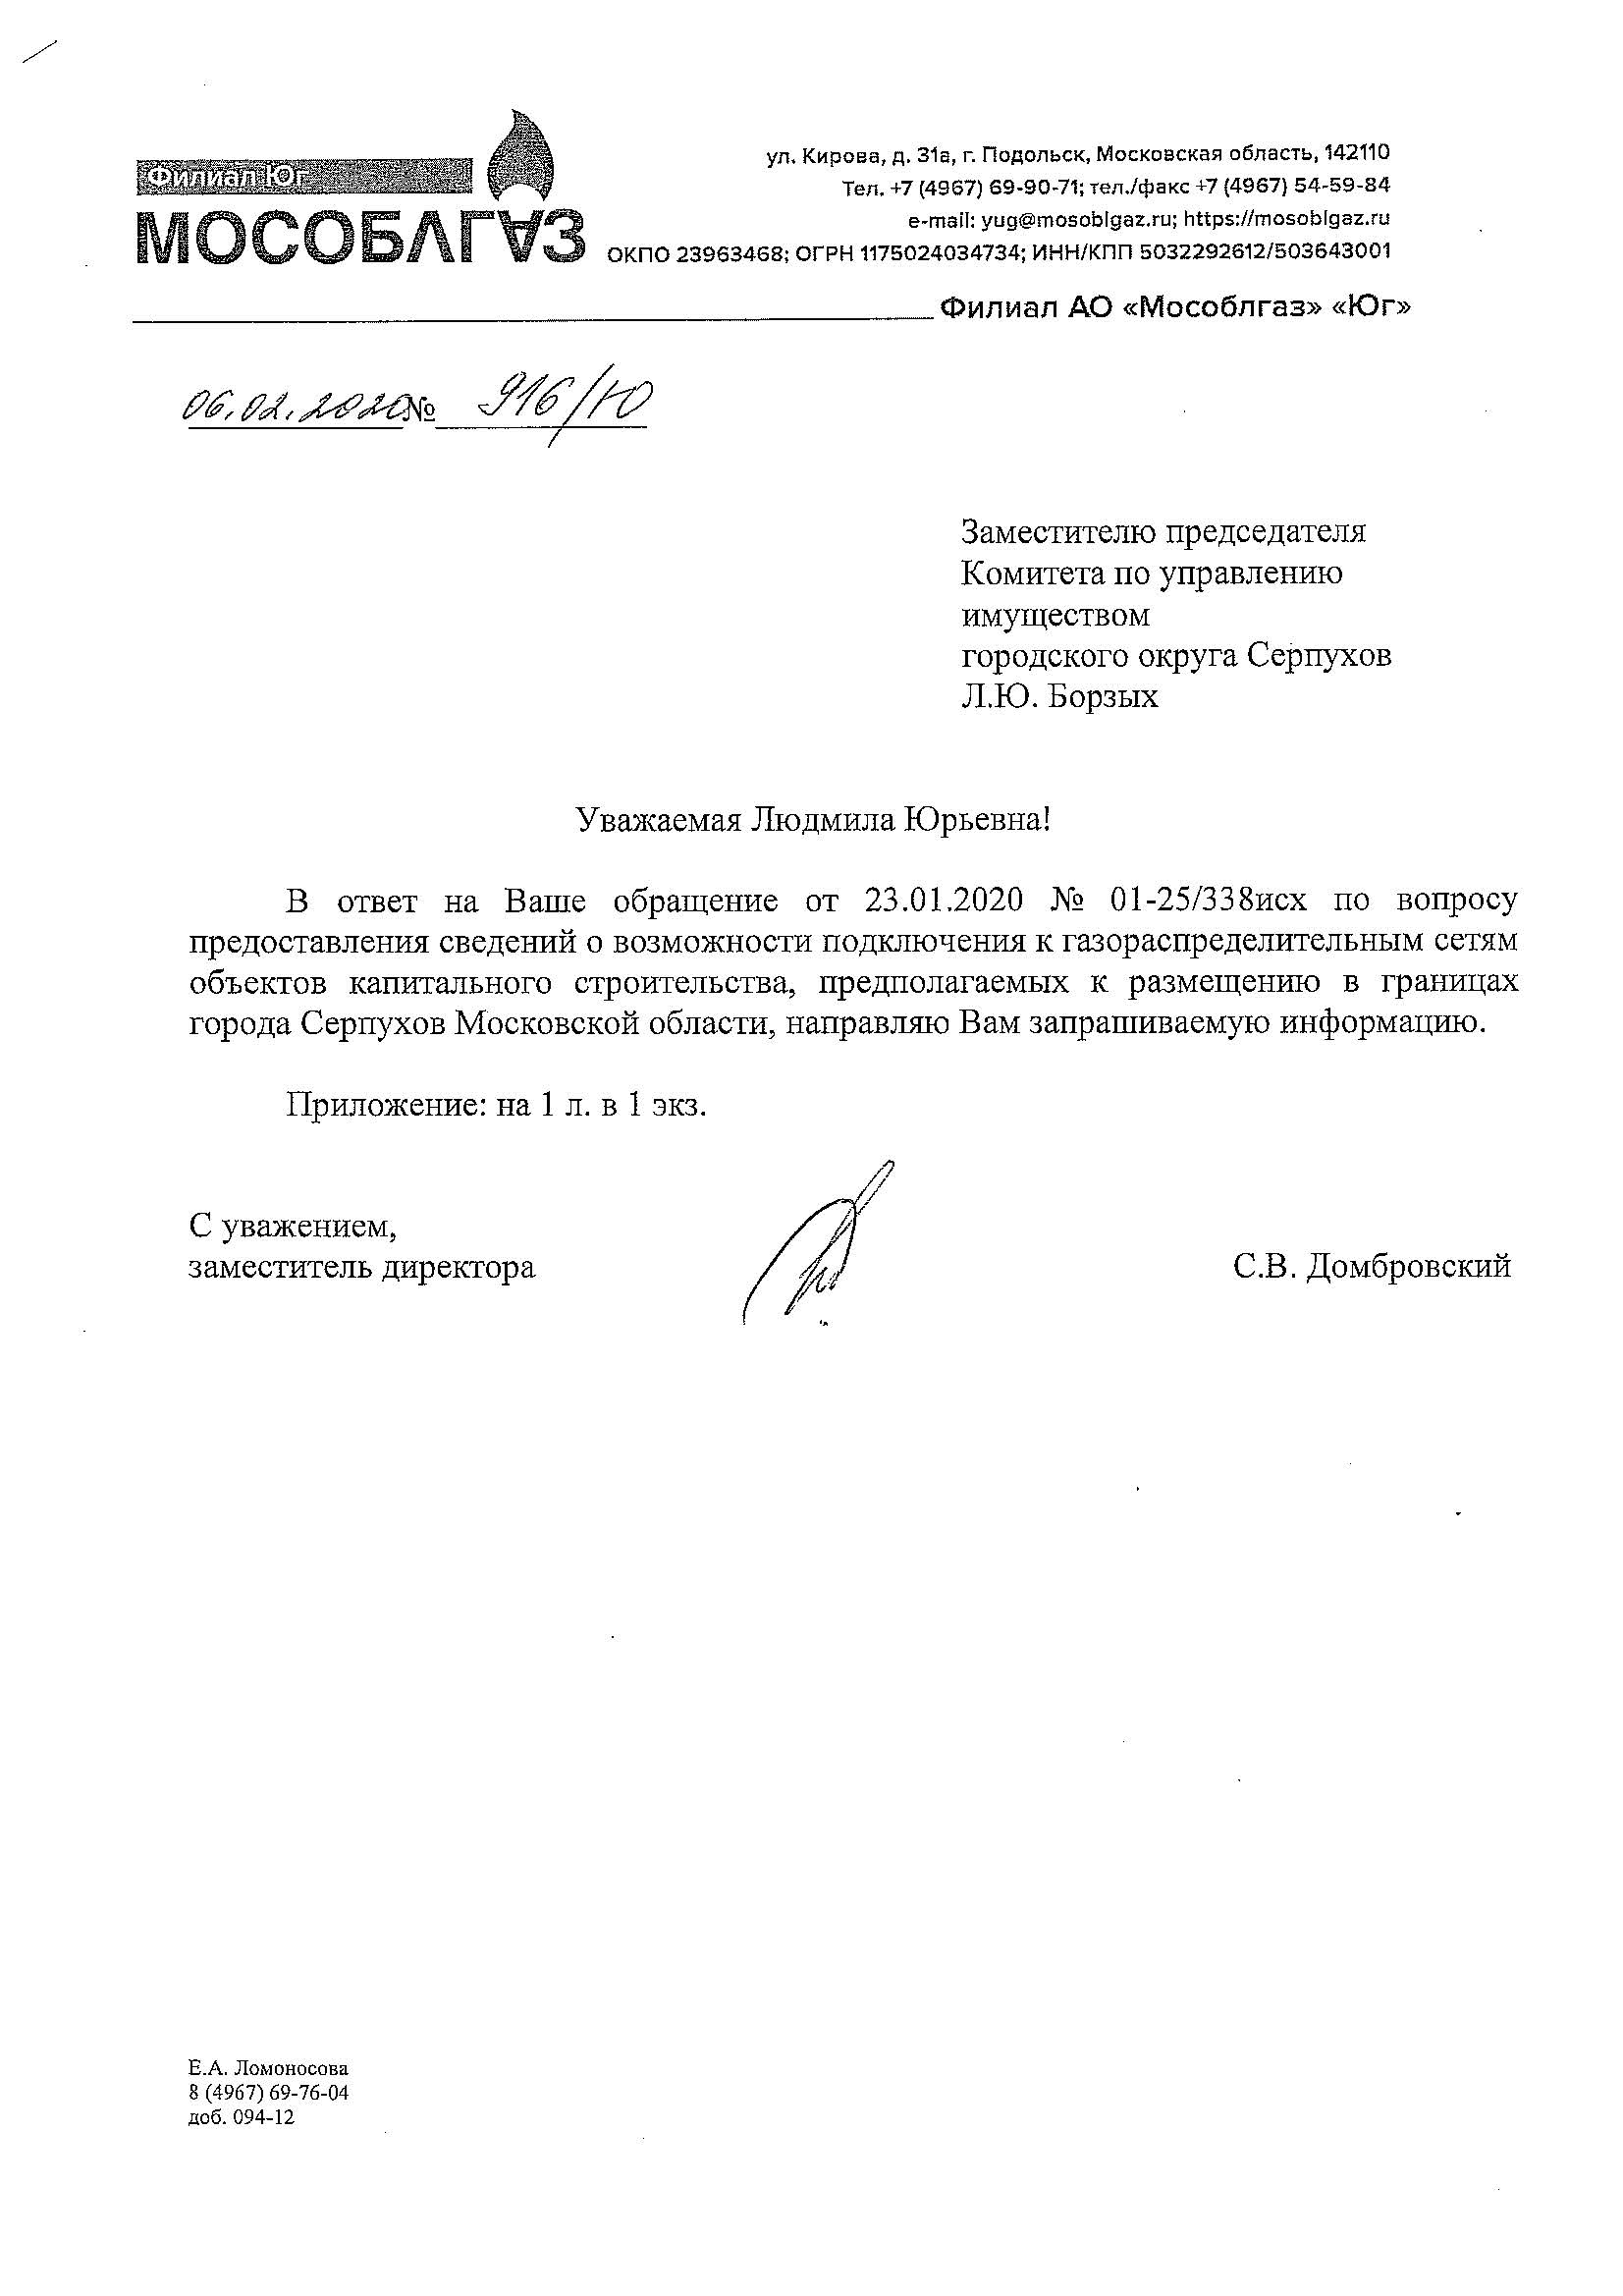 Филиал Юг
МОСОБЛГАЗ
ул. Кирова, д. 31а, г. Подольск, Московская область, 142110
Тел. +7 (4967) 69-90-71; тел./факс +7 (4967) 54-59-84
e-mail: yug@mosoblgaz.ru; https://mosoblgaz.ru
ОКПО 23963468; ОГРН 1175024034734; ИНН/КПП 5032292612/503643001
Филиал АО «Мособлгаз» «Юг»
06.02.2020 № 916/Ю
Заместителю председателя
Комитета по управлению
имуществом
городского округа Серпухов
Л.Ю. Борзых
Уважаемая Людмила Юрьевна!
В ответ на Ваше обращение от 23.01.2020 № 01-25/338исх по вопросу
предоставления сведений о возможности подключения к газораспределительным сетям
объектов капитального строительства, предполагаемых к размещению в границах
города Серпухов Московской области, направляю Вам запрашиваемую информацию.
Приложение: на 1 л. в 1 экз.
С уважением,
заместитель директора
С.В. Домбровский
Е.А. Ломоносова
8 (4967) 69-76-04
доб. 094-12